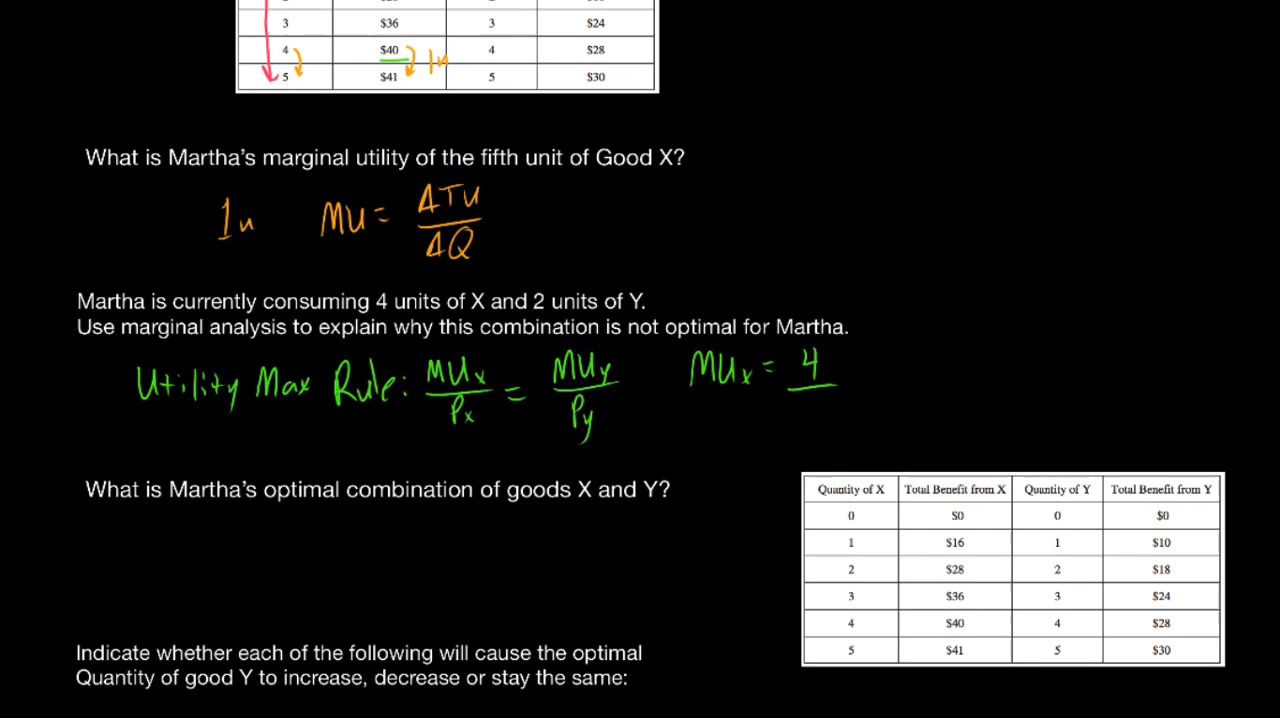 3 $36 3 $24
4 $40 4 $28
5 $41 5 $30
1u
What is Martha's marginal utility of the fifth unit of Good X?
1u MU = ΔTU / ΔQ
Martha is currently consuming 4 units of X and 2 units of Y.
Use marginal analysis to explain why this combination is not optimal for Martha.
Utility Max Rule: MUx / Px = MUy / Py MUx = 4
What is Martha's optimal combination of goods X and Y?
Quantity of X Total Benefit from X Quantity of Y Total Benefit from Y
0 $0 0 $0
1 $16 1 $10
2 $28 2 $18
3 $36 3 $24
4 $40 4 $28
5 $41 5 $30
Indicate whether each of the following will cause the optimal
Quantity of good Y to increase, decrease or stay the same: